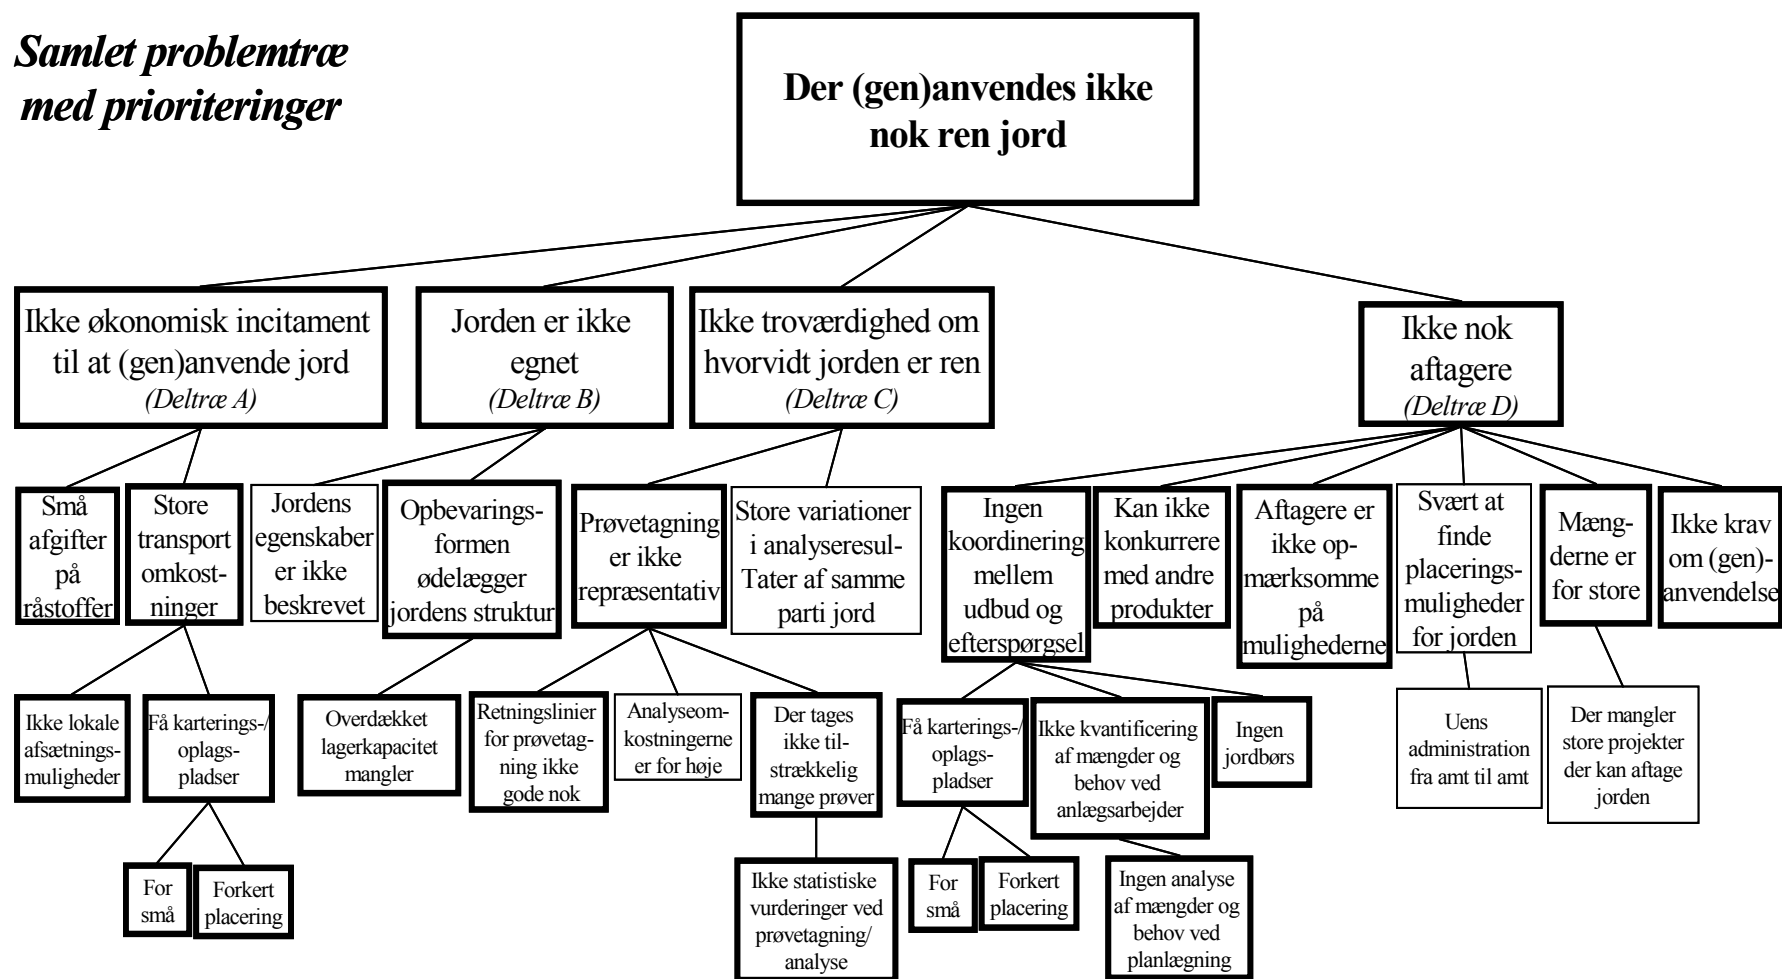 Samlet problemtræ
med prioriteringer
Der (gen)anvendes ikke
nok ren jord
Ikke økonomisk incitament
til at (gen)anvende jord
(Deltræ A)
Jorden er ikke
egnet
(Deltræ B)
Ikke troværdighed om
hvorvidt jorden er ren
(Deltræ C)
Ikke nok
aftagere
(Deltræ D)
Små
afgifter
på
råstoffer
Store
transport
omkost-
ninger
Jordens
egenskaber
er ikke
beskrevet
Opbevarings-
formen
ødelægger
jordens struktur
Prøvetagning
er ikke
repræsentativ
Store variationer
i analyseresul-
Tater af samme
parti jord
Ingen
koordinering
mellem
udbud og
efterspørgsel
Kan ikke
konkurrere
med andre
produkter
Aftagere er
ikke op-
mærksomme
på
mulighederne
Svært at
finde
placerings-
muligheder
for jorden
Mæng-
derne er
for store
Ikke krav
om (gen)-
anvendelse
Ikke lokale
afsætnings-
muligheder
Få karterings-/
oplags-
pladser
Overdækket
lagerkapacitet
mangler
Retningslinier
for prøvetag-
ning ikke
gode nok
Analyseom-
kostningerne
er for høje
Der tages
ikke til-
strækkelig
mange prøver
Få karterings-/
oplags-
pladser
Ikke kvantificering
af mængder og
behov ved
anlægsarbejder
Ingen
jordbørs
Uens
administration
fra amt til amt
Der mangler
store projekter
der kan aftage
jorden
For
små
Forkert
placering
Ikke statistiske
vurderinger ved
prøvetagning/
analyse
For
små
Forkert
placering
Ingen analyse
af mængder og
behov ved
planlægning